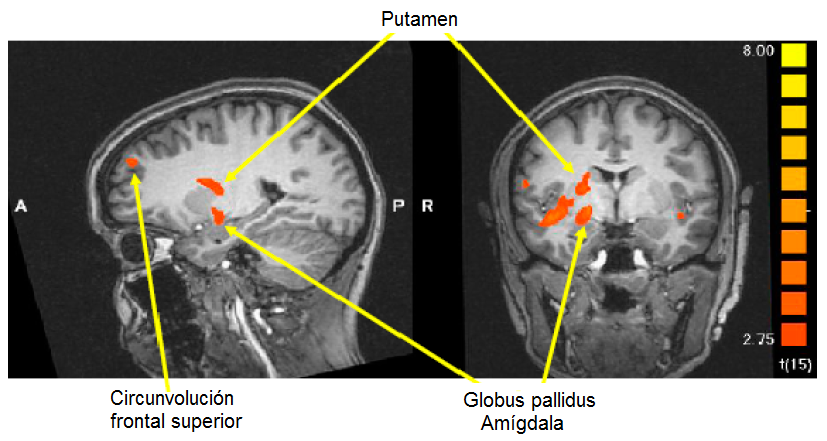 Putamen
8.00
A
P
R
2.75
t(15)
Circunvolución
frontal superior
Globus pallidus
Amígdala